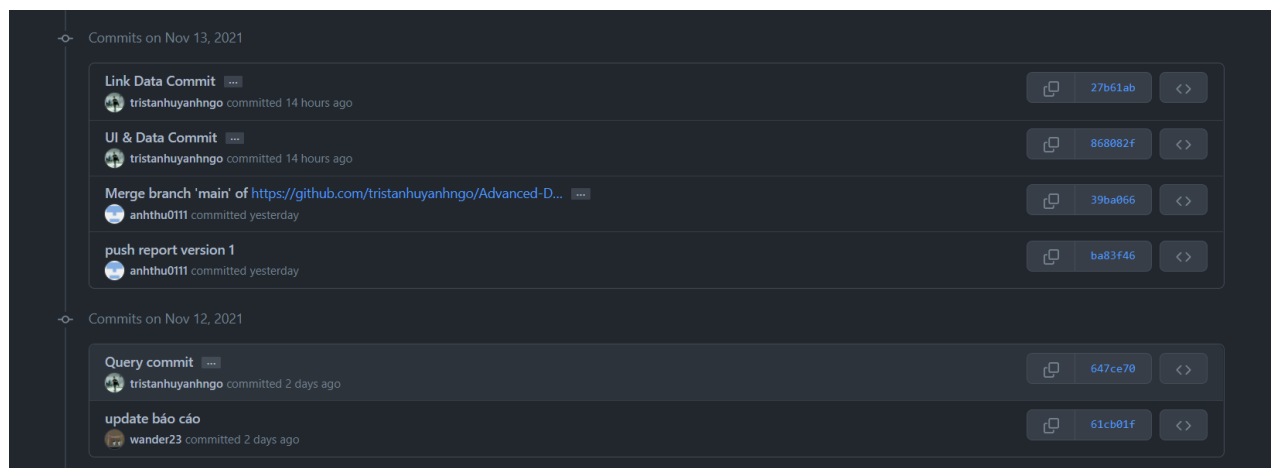 Commits on Nov 13, 2021
Link Data Commit ...
27b61ab
tristanhuyanhngo committed 14 hours ago
UI & Data Commit ...
868082f
tristanhuyanhngo committed 14 hours ago
Merge branch 'main' of https://github.com/tristanhuyanhngo/Advanced-D... ...
39ba066
anhthu0111 committed yesterday
push report version 1
ba83f46
anhthu0111 committed yesterday
Commits on Nov 12, 2021
Query commit ...
647ce70
tristanhuyanhngo committed 2 days ago
update báo cáo
61cb01f
wander23 committed 2 days ago